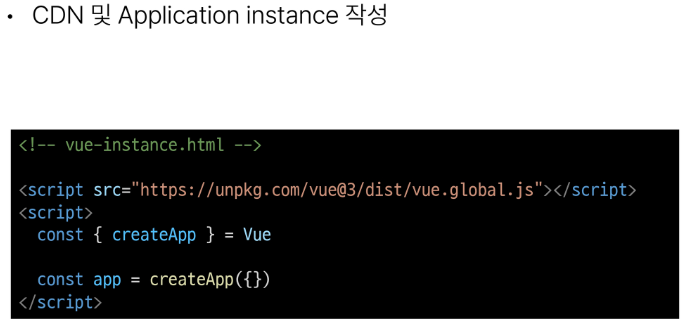 • CDN 및 Application instance 작성
<!-- vue-instance.html -->
<script src="https://unpkg.com/vue@3/dist/vue.global.js"></script>
<script>
const { createApp } = Vue
const app = createApp({})
</script>